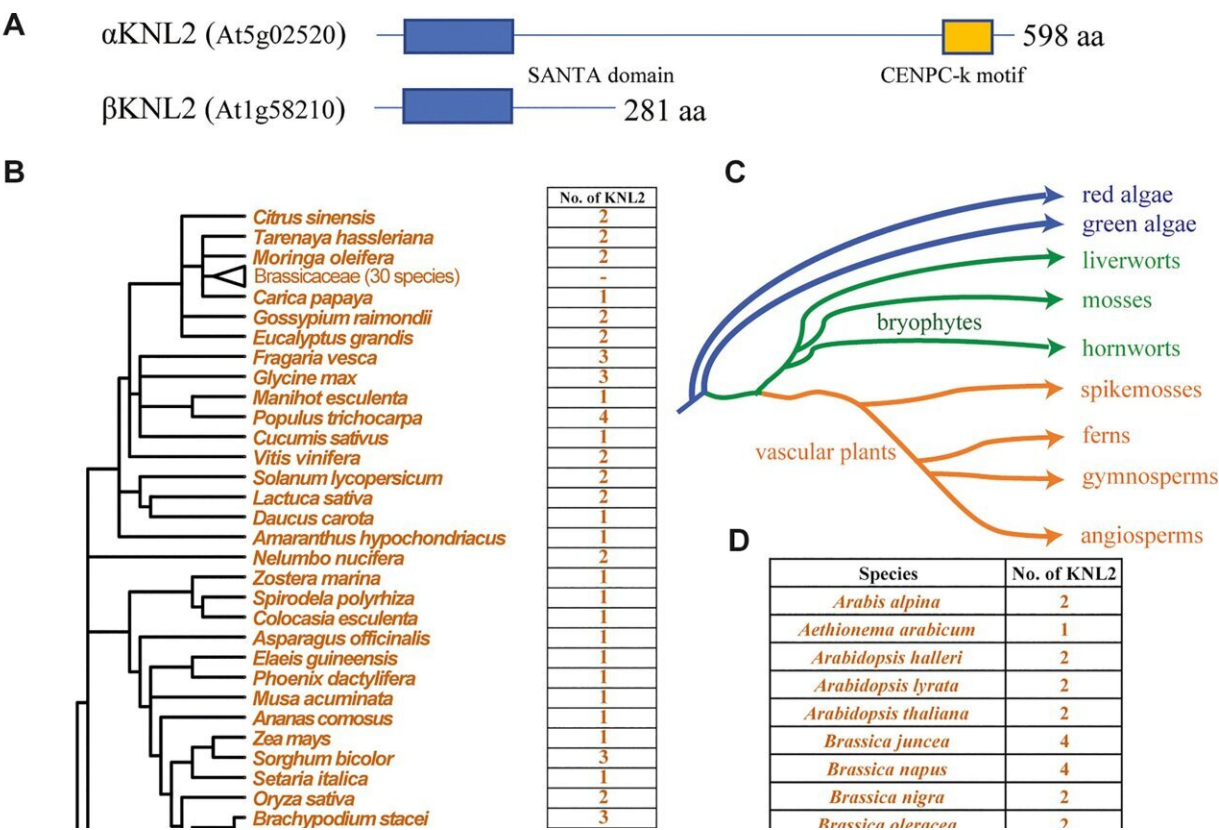 A
αKNL2 (At5g02520)
598 aa
SANTA domain
CENPC-k motif
βKNL2 (At1g58210)
281 aa
B
No. of KNL2
Citrus sinensis 2
Tarenaya hassleriana 2
Moringa oleifera 2
Brassicaceae (30 species) -
Carica papaya 1
Gossypium raimondii 2
Eucalyptus grandis 2
Fragaria vesca 3
Glycine max 3
Manihot esculenta 1
Populus trichocarpa 4
Cucumis sativus 1
Vitis vinifera 2
Solanum lycopersicum 2
Lactuca sativa 2
Daucus carota 1
Amaranthus hypochondriacus 1
Nelumbo nucifera 2
Zostera marina 1
Spirodela polyrhiza 1
Colocasia esculenta 1
Asparagus officinalis 1
Elaeis guineensis 1
Phoenix dactylifera 1
Musa acuminata 1
Ananas comosus 1
Zea mays 1
Sorghum bicolor 3
Setaria italica 1
Oryza sativa 2
Brachypodium stacei 3
C
red algae
green algae
liverworts
mosses
bryophytes
hornworts
spikemosses
ferns
vascular plants
gymnosperms
angiosperms
D
Species No. of KNL2
Arabis alpina 2
Aethionema arabicum 1
Arabidopsis halleri 2
Arabidopsis lyrata 2
Arabidopsis thaliana 2
Brassica juncea 4
Brassica napus 4
Brassica nigra 2
Brassica oleracea 2